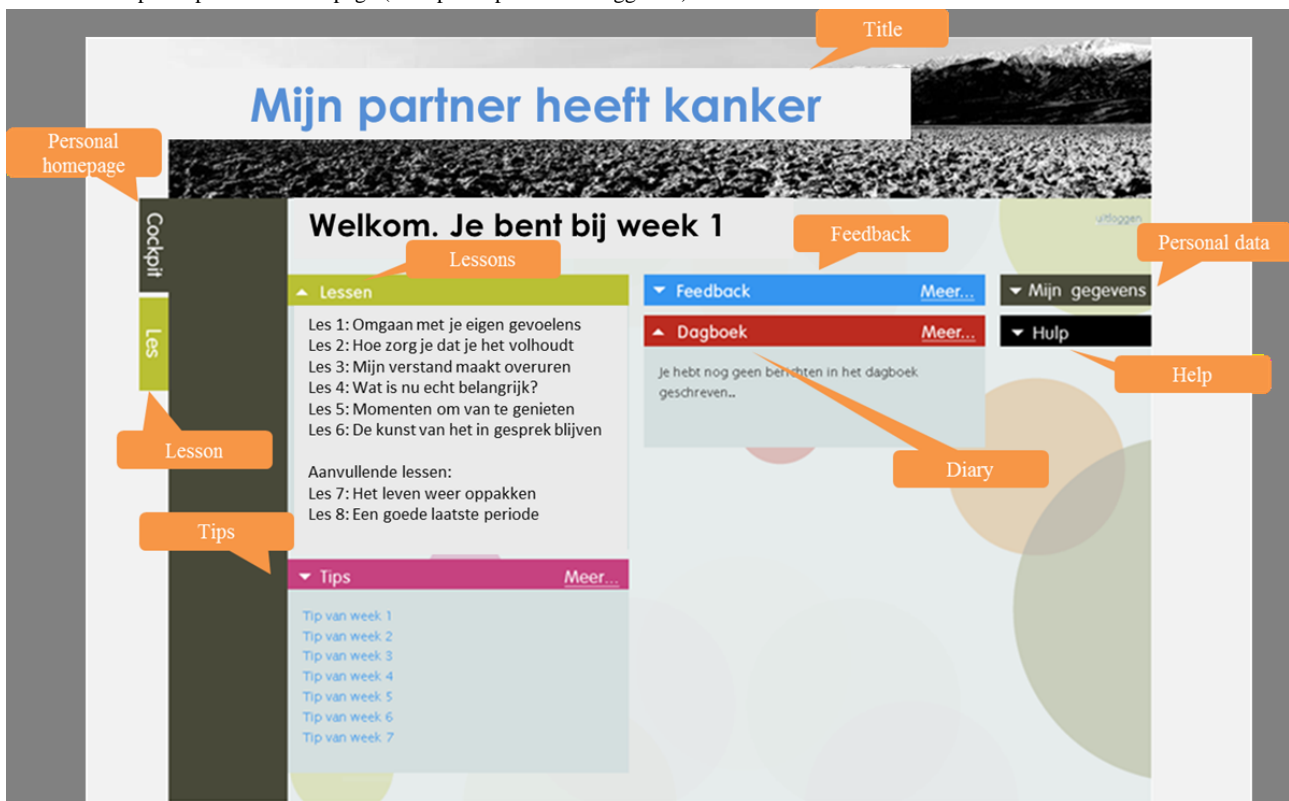 Title
Mijn partner heeft kanker
Personal
homepage
Cockpit
Les
Welkom. Je bent bij week 1
uitloggen
Feedback
Personal data
Lessons
Lessen
Feedback Meer...
Mijn gegevens
Dagboek Meer...
Hulp
Les 1: Omgaan met je eigen gevoelens
Les 2: Hoe zorg je dat je het volhoudt
Les 3: Mijn verstand maakt overuren
Les 4: Wat is nu echt belangrijk?
Les 5: Momenten om van te genieten
Les 6: De kunst van het in gesprek blijven
Aanvullende lessen:
Les 7: Het leven weer oppakken
Les 8: Een goede laatste periode
Je hebt nog geen berichten in het dagboek
geschreven..
Help
Lesson
Diary
Tips
Tips Meer...
Tip van week 1
Tip van week 2
Tip van week 3
Tip van week 4
Tip van week 5
Tip van week 6
Tip van week 7